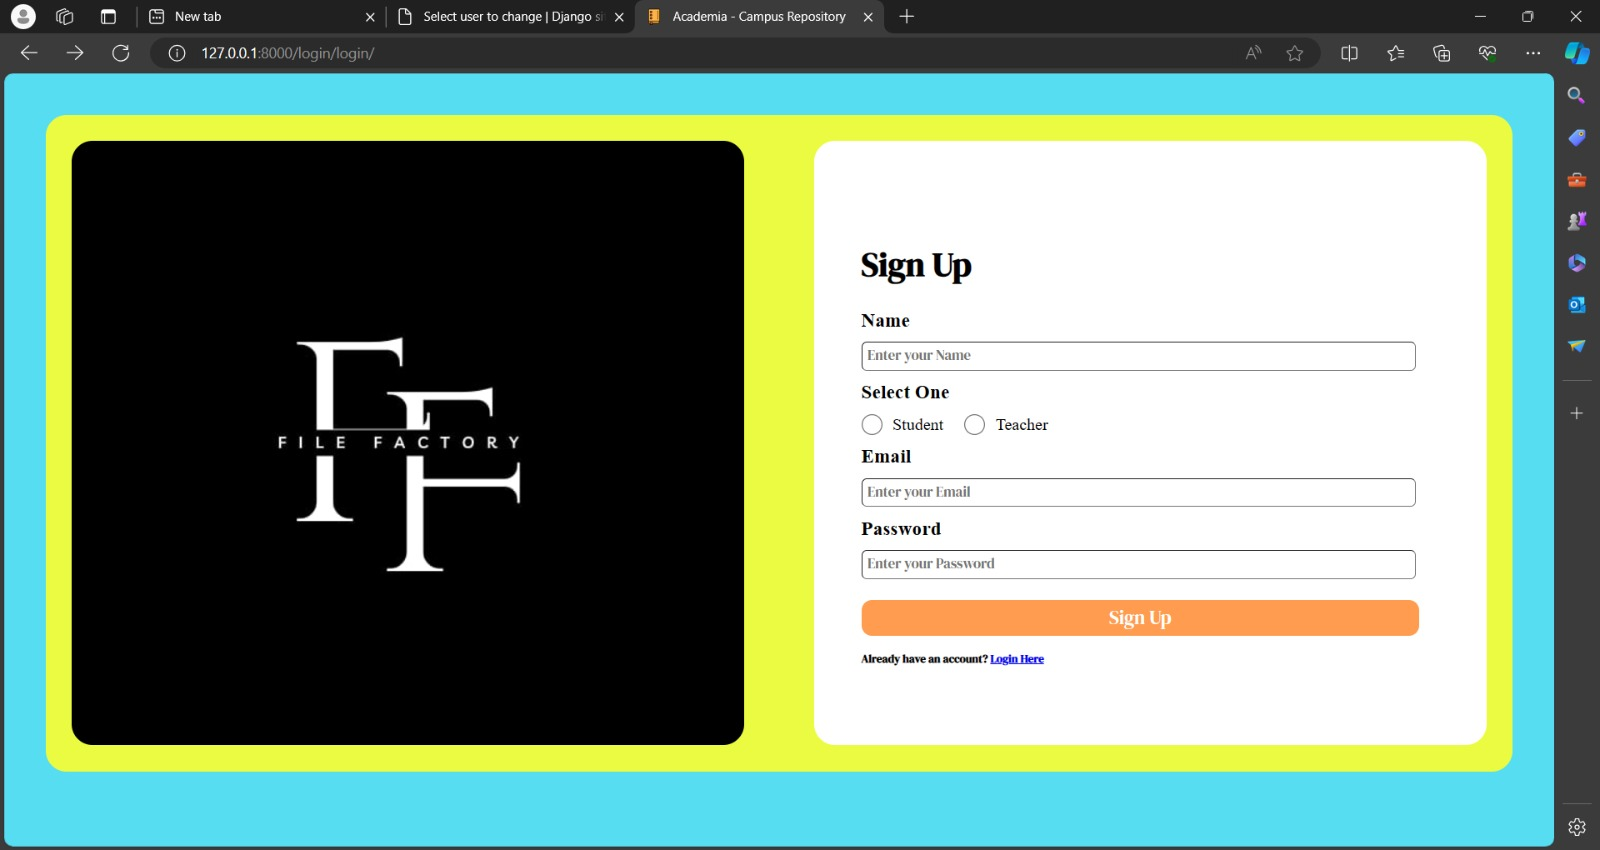 New tab
Select user to change | Django si
Academia - Campus Repository
127.0.0.1:8000/login/login/
FILE FACTORY
Sign Up
Name
Enter your Name
Select One
Student Teacher
Email
Enter your Email
Password
Enter your Password
Sign Up
Already have an account? Login Here